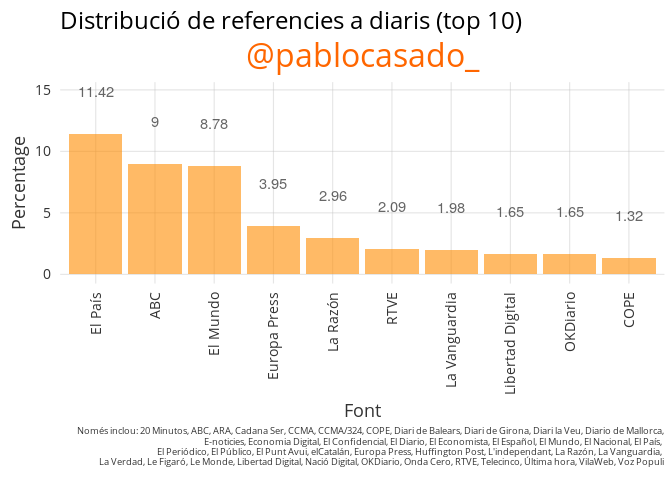 Distribució de referencies a diaris (top 10)
@pablocasado_
Percentage
15
10
5
0
11.42
9
8.78
3.95
2.96
2.09
1.98
1.65
1.65
1.32
El País
ABC
El Mundo
Europa Press
La Razón
RTVE
La Vanguardia
Libertad Digital
OKDiario
COPE
Font
Només inclou: 20 Minutos, ABC, ARA, Cadana Ser, CCMA, CCMA/324, COPE, Diari de Balears, Diari de Girona, Diari la Veu, Diario de Mallorca,
E-noticies, Economia Digital, El Confidencial, El Diario, El Economista, El Español, El Mundo, El Nacional, El País,
El Periódico, El Público, El Punt Avui, elCatalán, Europa Press, Huffington Post, L'independant, La Razón, La Vanguardia,
La Verdad, Le Figaró, Le Monde, Libertad Digital, Nació Digital, OKDiario, Onda Cero, RTVE, Telecinco, Última hora, VilaWeb, Voz Populi